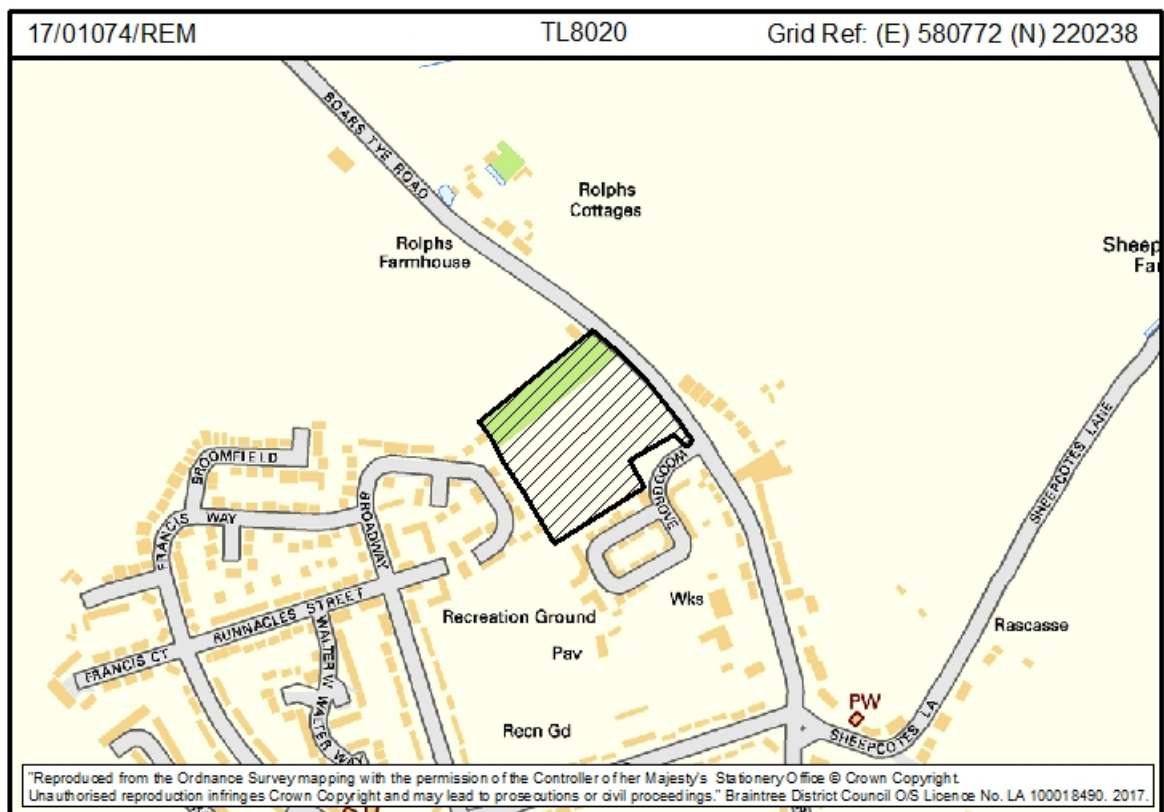 17/01074/REM TL8020 Grid Ref: (E) 580772 (N) 220238
BOARS TYE ROAD
Rolphs
Cottages
Rolphs
Farmhouse
Sheep
Fa
SHEEPCOTES LANE
BROOMFIELD
FRANCIS WAY
BROADWAY
WOOD
GROVE
RUNNACLES STREET
FRANCIS CT
WALTER W
WALTER WAY
Recreation Ground
Pav
Wks
Rascasse
PW
SHEEPCOTES LA
Recn Gd
"Reproduced from the Ordnance Survey mapping with the permission of the Controller of her Majesty's Stationery Office © Crown Copyright.
Unauthorised reproduction infringes Crown Copyright and may lead to prosecutions or civil proceedings." Braintree District Council O/S Licence No. LA 100018490. 2017.